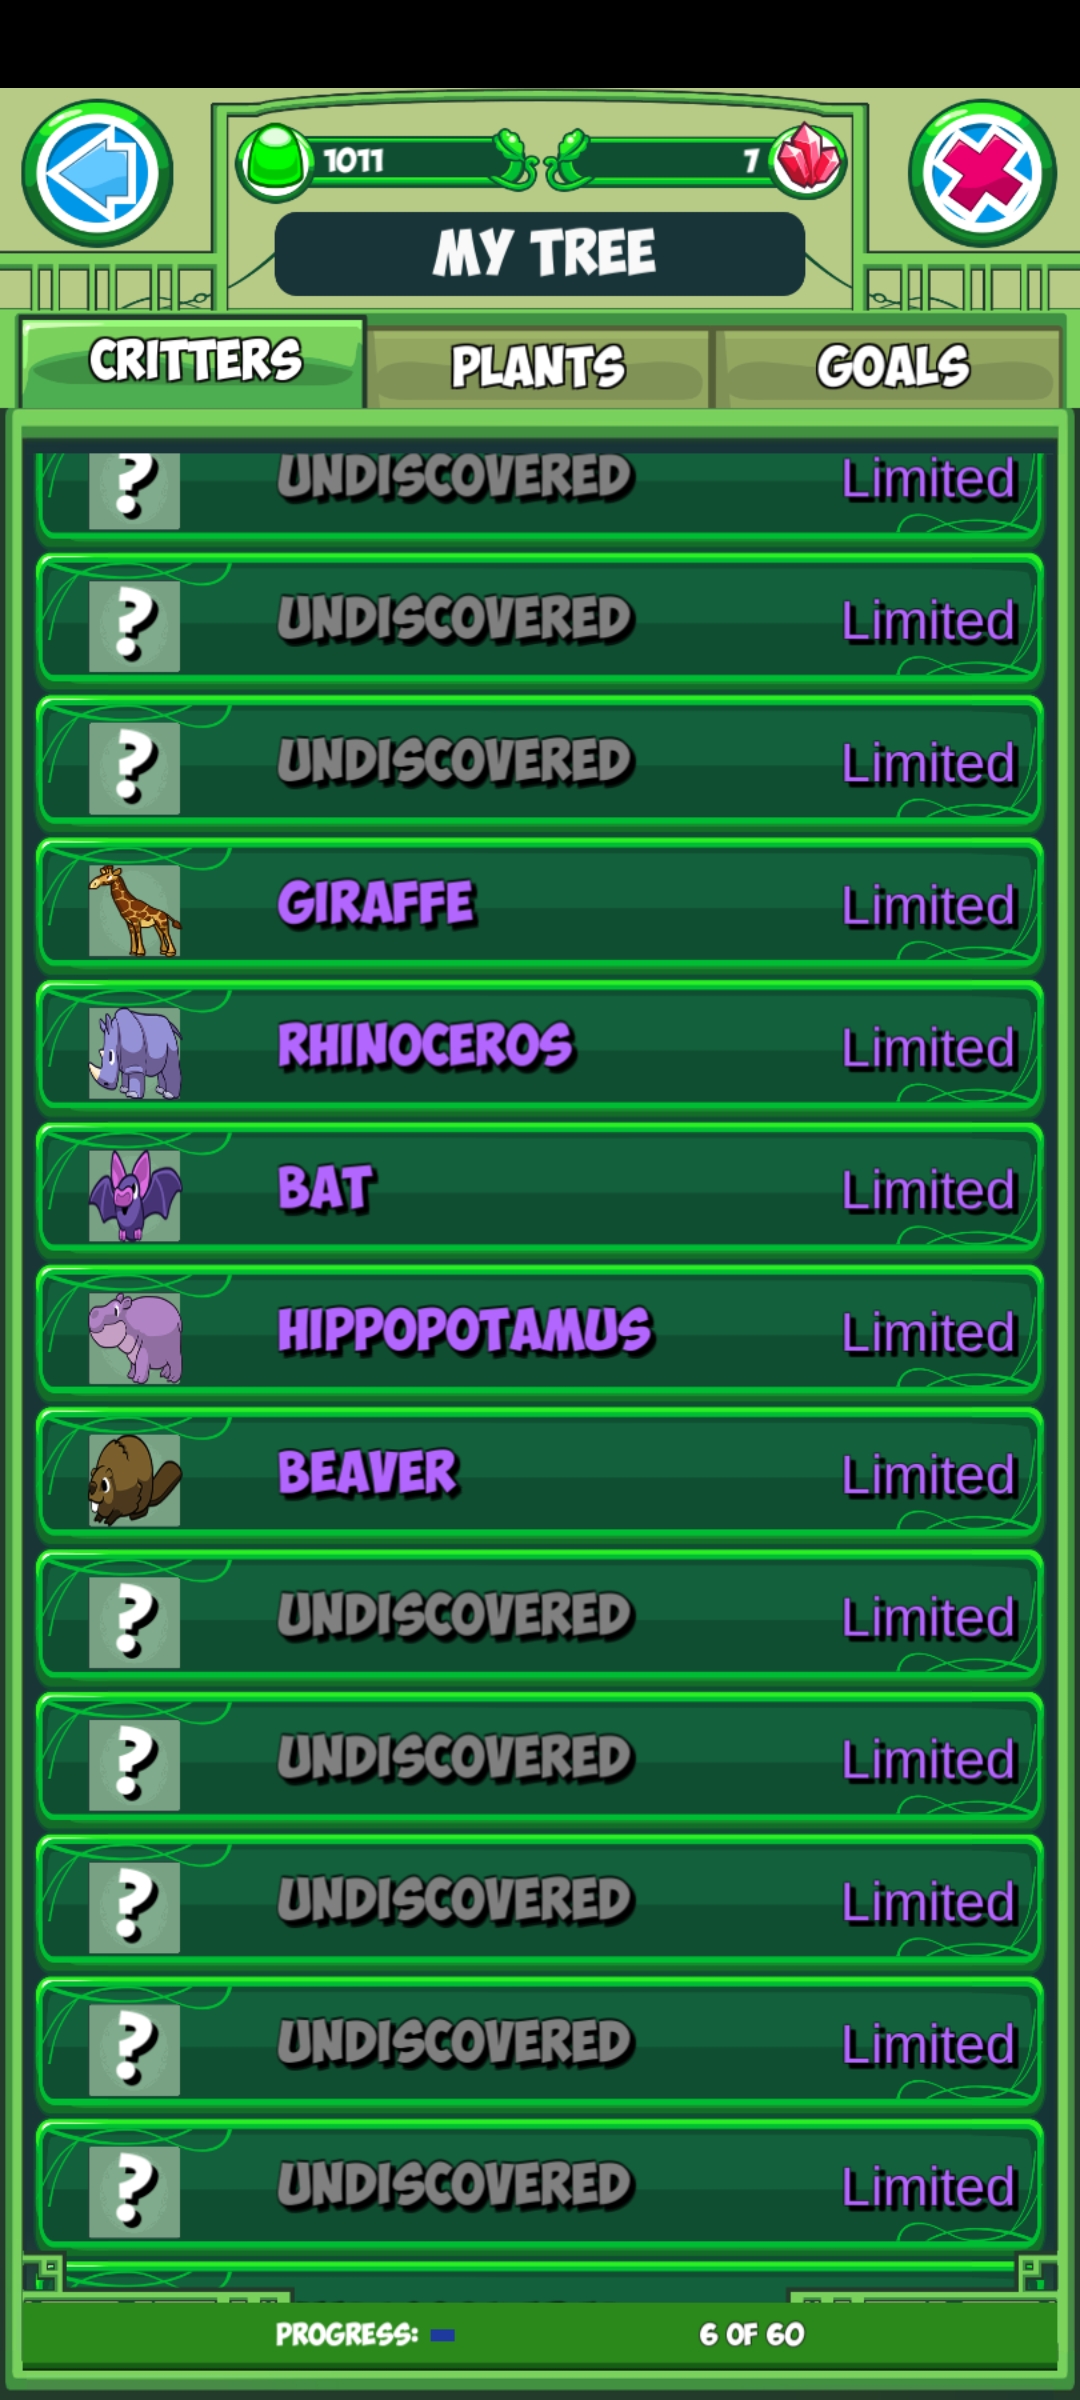 1011
7
MY TREE
CRITTERS
PLANTS
GOALS
UNDISCOVERED
Limited
UNDISCOVERED
Limited
UNDISCOVERED
Limited
GIRAFFE
Limited
RHINOCEROS
Limited
BAT
Limited
HIPPOPOTAMUS
Limited
BEAVER
Limited
UNDISCOVERED
Limited
UNDISCOVERED
Limited
UNDISCOVERED
Limited
UNDISCOVERED
Limited
UNDISCOVERED
Limited
PROGRESS:
6 OF 60